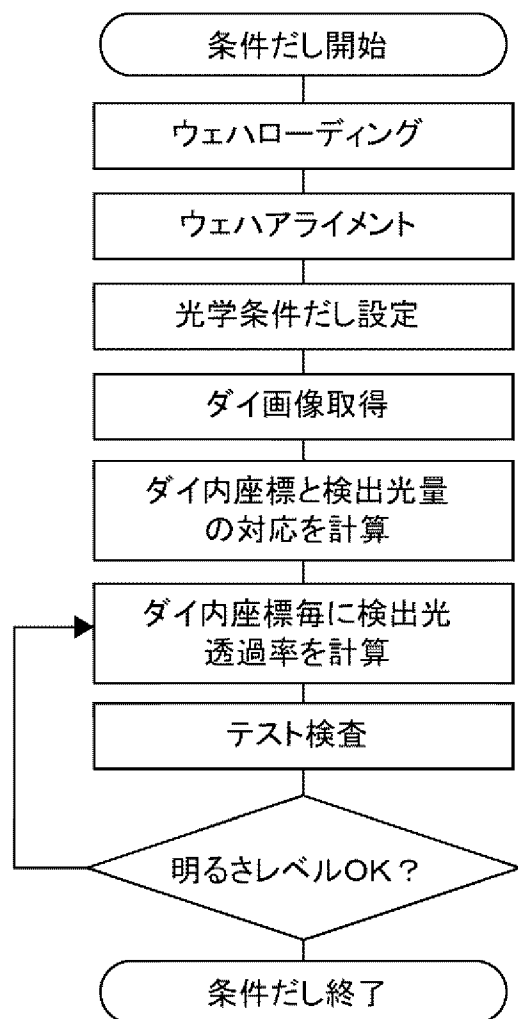 条件だし開始
ウェハローディング
ウェハアライメント
光学条件だし設定
ダイ画像取得
ダイ内座標と検出光量
の対応を計算
ダイ内座標毎に検出光
透過率を計算
テスト検査
明るさレベルOK？
条件だし終了